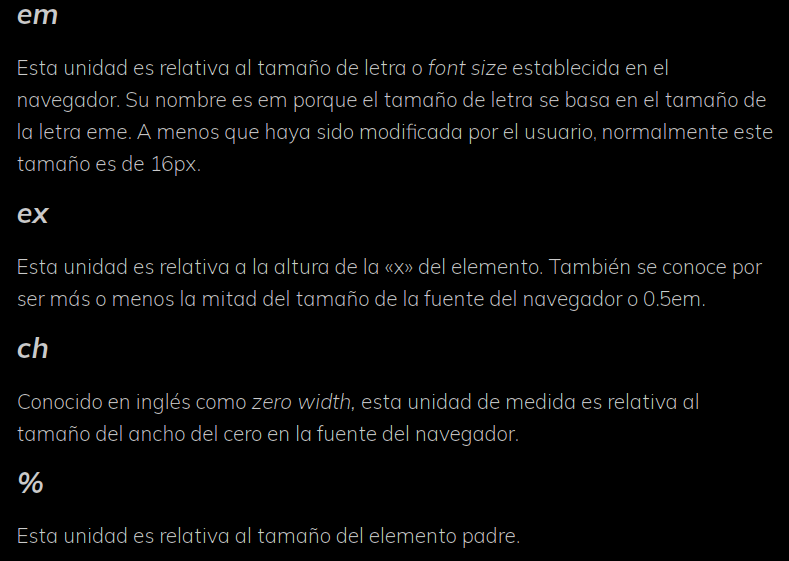 em
Esta unidad es relativa al tamaño de letra o font size establecida en el
navegador. Su nombre es em porque el tamaño de letra se basa en el tamaño de
la letra eme. A menos que haya sido modificada por el usuario, normalmente este
tamaño es de 16px.
ex
Esta unidad es relativa a la altura de la «x» del elemento. También se conoce por
ser más o menos la mitad del tamaño de la fuente del navegador o 0.5em.
ch
Conocido en inglés como zero width, esta unidad de medida es relativa al
tamaño del ancho del cero en la fuente del navegador.
%
Esta unidad es relativa al tamaño del elemento padre.